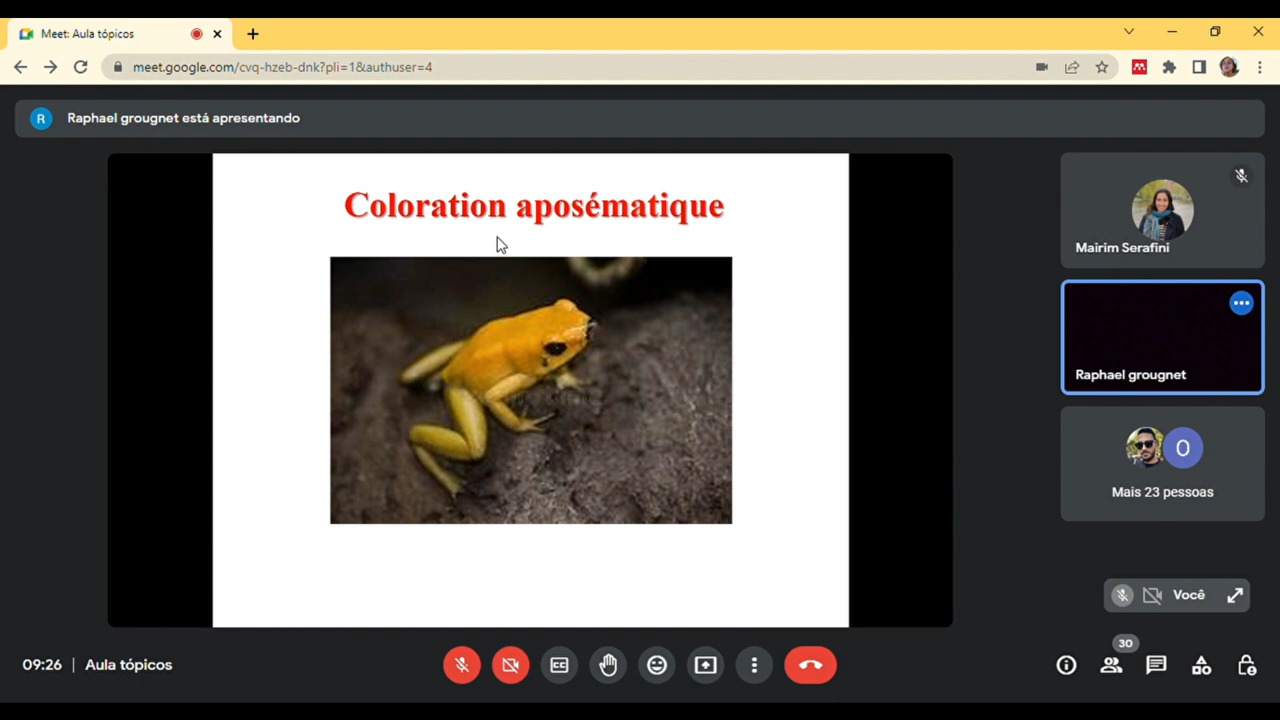 Meet: Aula tópicos
meet.google.com/cvq-hzeb-dnk?pli=1&authuser=4
R
Raphael grougnet está apresentando
Coloration aposématique
Mairim Serafini
Raphael grougnet
O
Mais 23 pessoas
Você
09:26 | Aula tópicos
CC
30